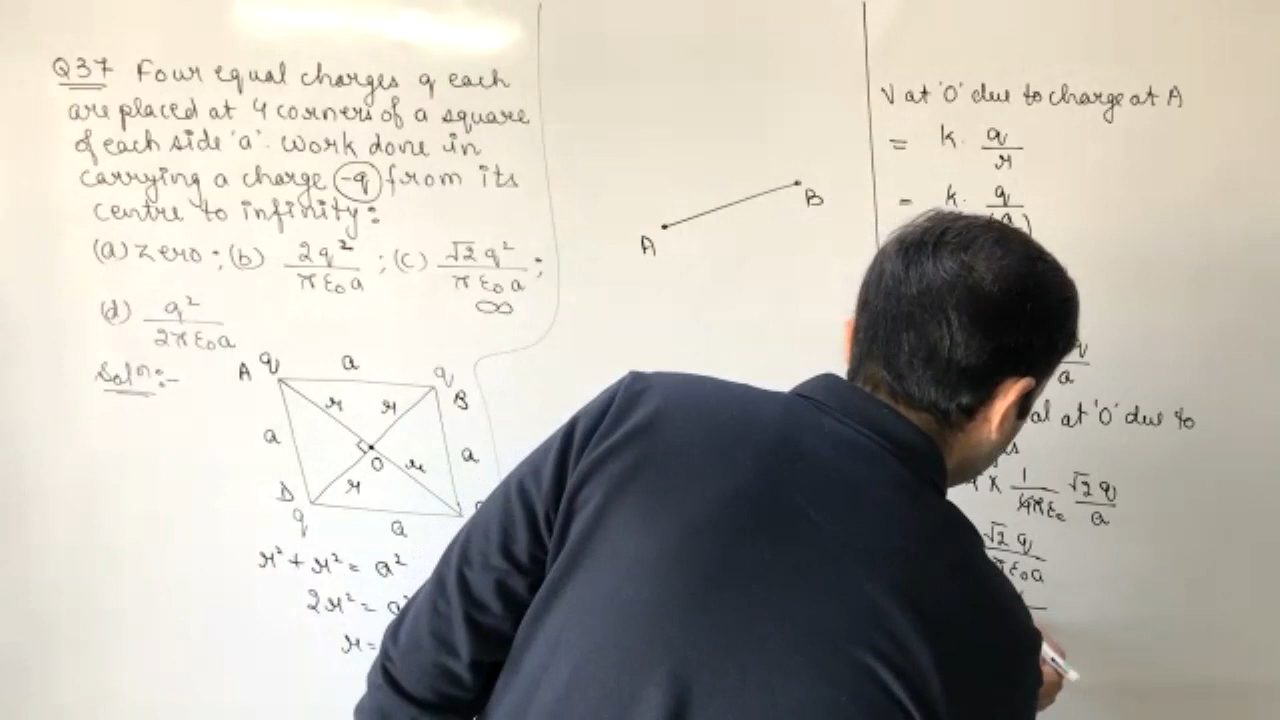 Q37 Four equal charges q each
are placed at 4 corners of a square
of each side 'a'. Work done in
carrying a charge -q from its
centre to infinity:
(a) Zero ; (b) 2q²/πε₀a ; (c) √2q²/πε₀a ;
∞
(d) q²/2πε₀a
Soln:-
A q a q B
r r
a a
O r
r
D q a
r² + r² = a²
2r² = a²
r =
A B
V at 'O' due to charge at A
= k. q/r
= k. q/(a
q
a
al at 'O' due to
x 1/4πε₀ √2q/a
√2q/πε₀a